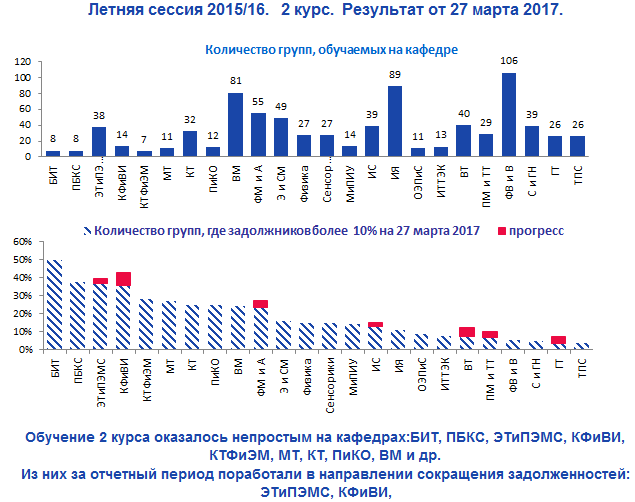 Летняя сессия 2015/16. 2 курс. Результат от 27 марта 2017.
Количество групп, обучаемых на кафедре
120
100
80
60
40
20
0
8 8 38 14 7 11 32 12 81 55 49 27 27 14 39 89 11 13 40 29 106 39 26 26
БИТ ПБКС ЭТиПЭ... КФиВИ КТФиЭМ МТ КТ ПиКО ВМ ФМ и А Э и СМ Физика Сенсор... МиПИУ ИС ИЯ ОЭПиС ИТТЭК ВТ ПМ и ТТ ФВ и В С и ГН ГТ ТПС
Количество групп, где задолжников более 10% на 27 марта 2017 прогресс
60%
50%
40%
30%
20%
10%
0%
БИТ ПБКС ЭТиПЭМС КФиВИ КТФиЭМ МТ КТ ПиКО ВМ ФМ и А Э и СМ Физика Сенсорики МиПИУ ИС ИЯ ОЭПиС ИТТЭК ВТ ПМ и ТТ ФВ и В С и ГН ГТ ТПС
Обучение 2 курса оказалось непростым на кафедрах:БИТ, ПБКС, ЭТиПЭМС, КФиВИ,
КТФиЭМ, МТ, КТ, ПиКО, ВМ и др.
Из них за отчетный период поработали в направлении сокращения задолженностей:
ЭТиПЭМС, КФиВИ,